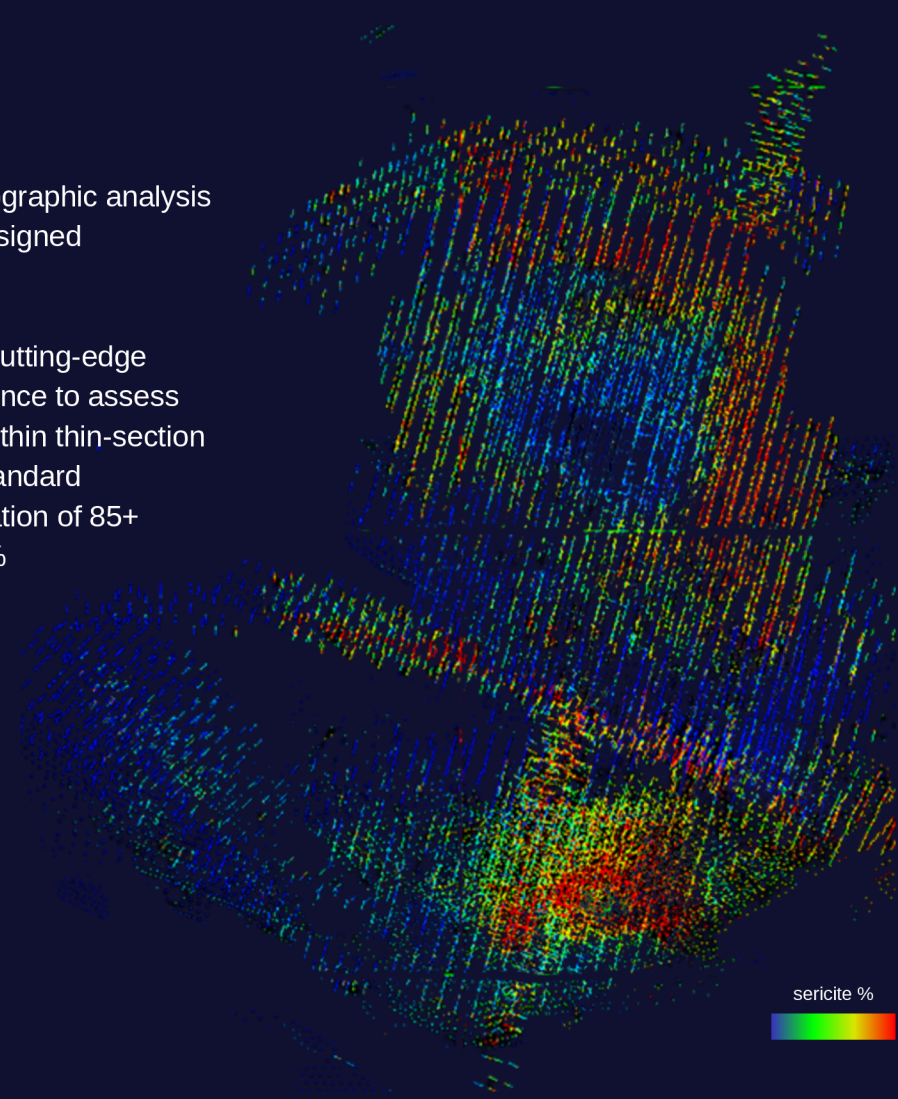 graphic analysis
signed
utting-edge
nce to assess
thin thin-section
andard
tion of 85+
%
sericite %